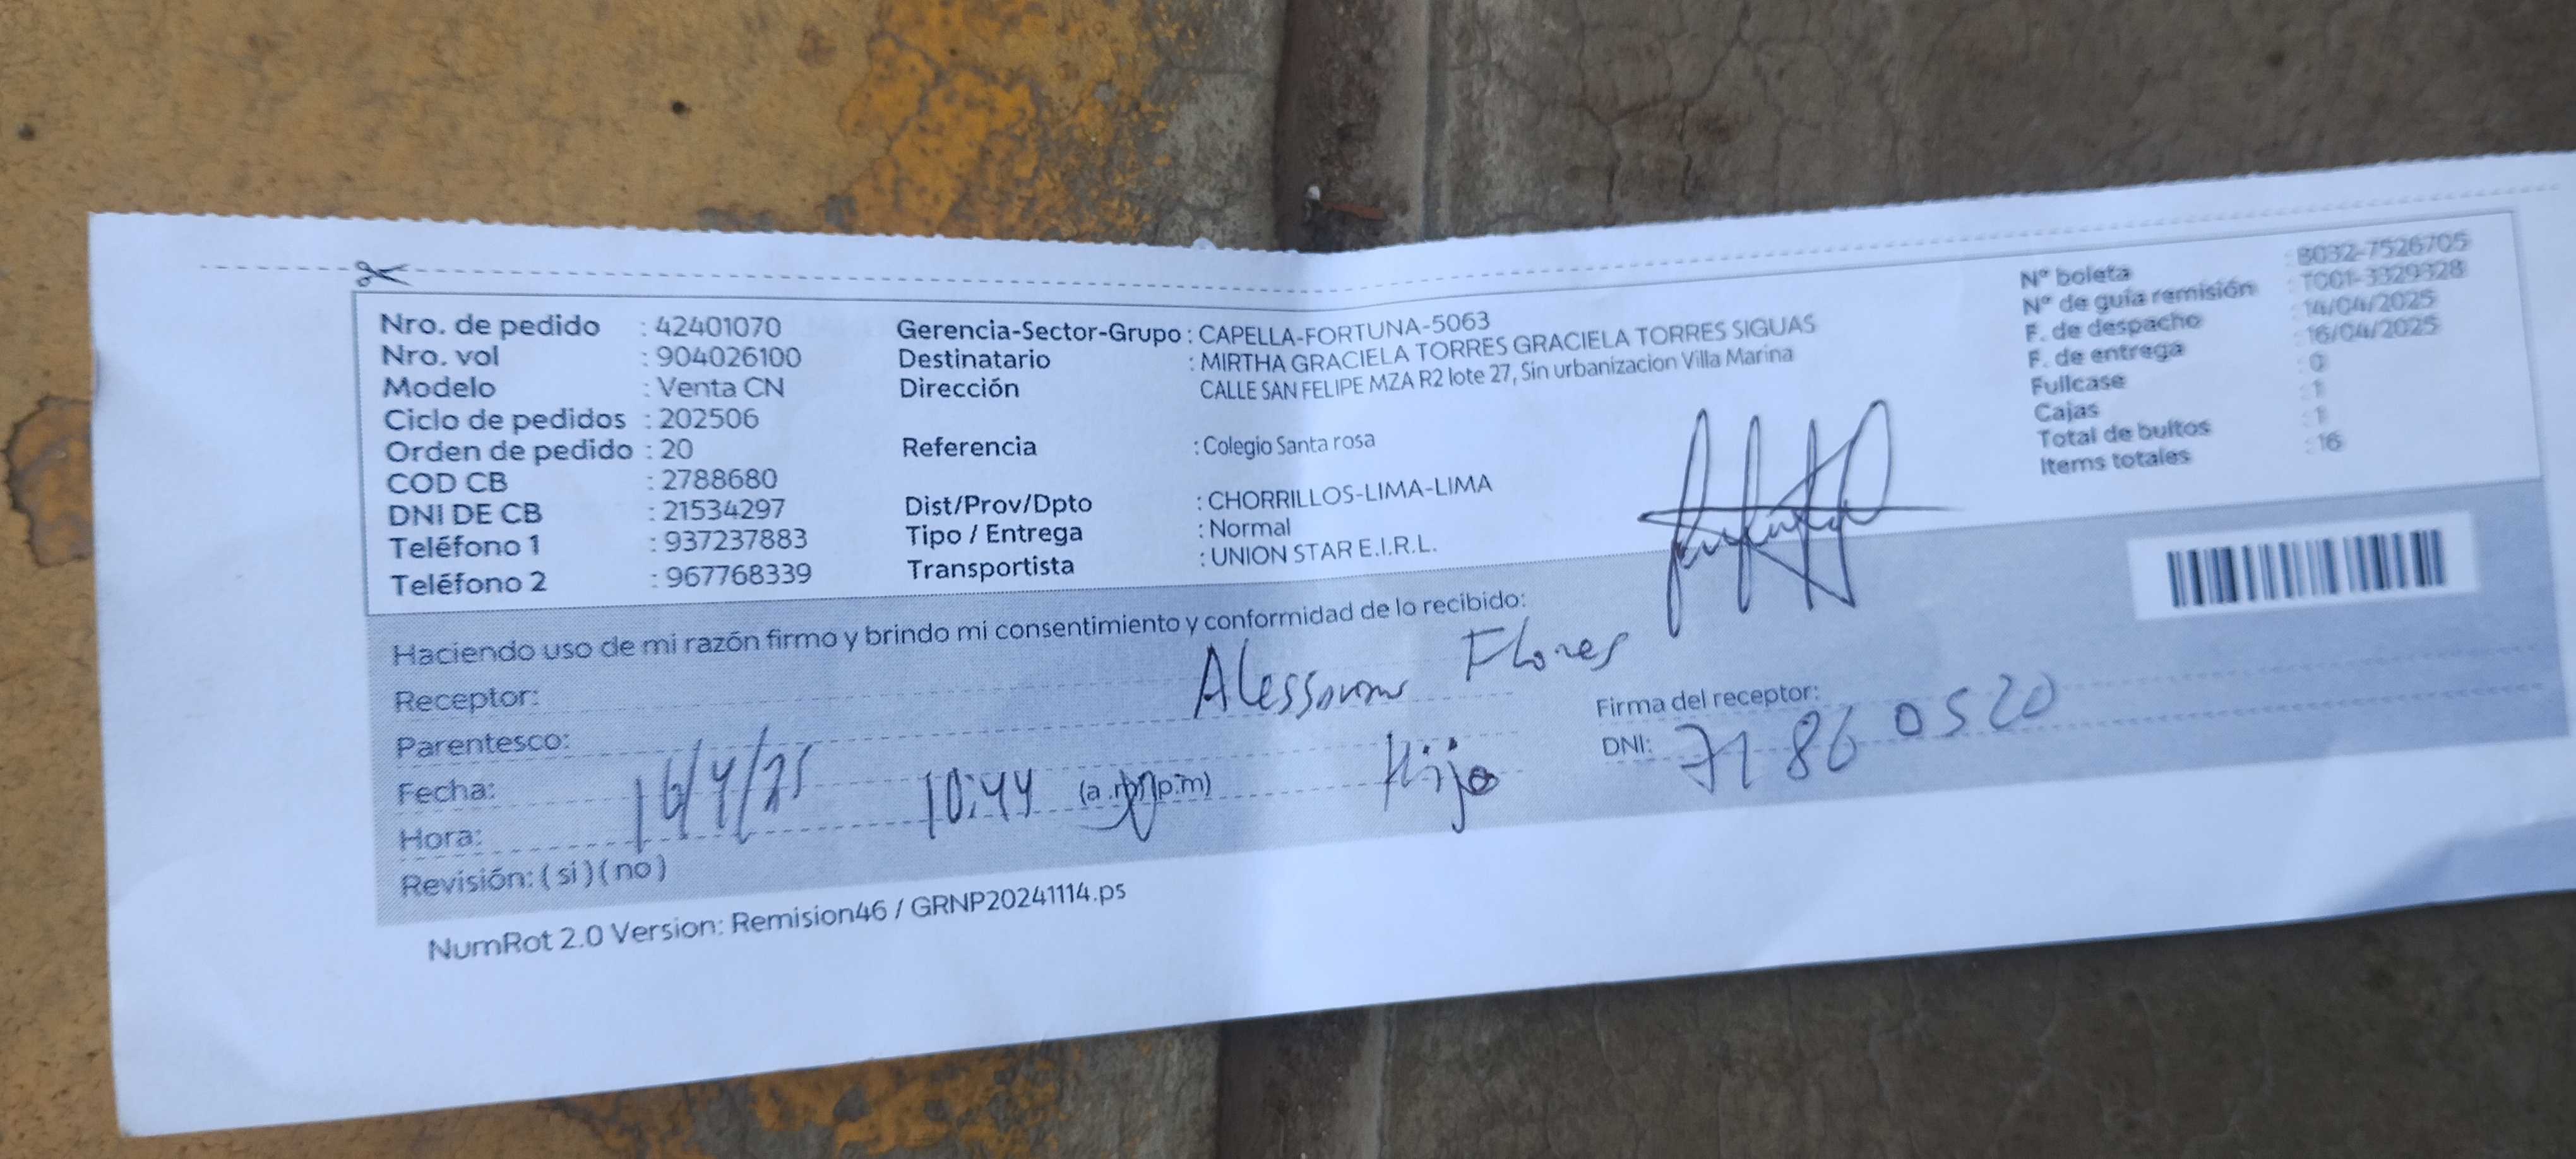 Nro. de pedido : 42401070
Nro. vol : 904026100
Modelo : Venta CN
Ciclo de pedidos : 202506
Orden de pedido : 20
COD CB : 2788680
DNI DE CB : 21534297
Teléfono 1 : 937237883
Teléfono 2 : 967768339
Gerencia-Sector-Grupo : CAPELLA-FORTUNA-5063
Destinatario : MIRTHA GRACIELA TORRES GRACIELA TORRES SIGUAS
Dirección CALLE SAN FELIPE MZA R2 lote 27, Sin urbanizacion Villa Marina
Referencia : Colegio Santa rosa
Dist/Prov/Dpto : CHORRILLOS-LIMA-LIMA
Tipo / Entrega : Normal
Transportista : UNION STAR E.I.R.L.
Nº boleta : B032-7526705
Nº de guía remisión : T001-3329328
F. de despacho : 14/04/2025
F. de entrega : 16/04/2025
Fullcase : 0
Cajas : 1
Total de bultos : 1
Items totales : 16
Haciendo uso de mi razón firmo y brindo mi consentimiento y conformidad de lo recibido:
Receptor: Flores
Parentesco: Hijo
Fecha: 16/4/25
Hora: 10:44 (a.m/p.m)
Revisión: ( si ) ( no )
Firma del receptor:
DNI: 71860520
NumRot 2.0 Version: Remision46 / GRNP20241114.ps